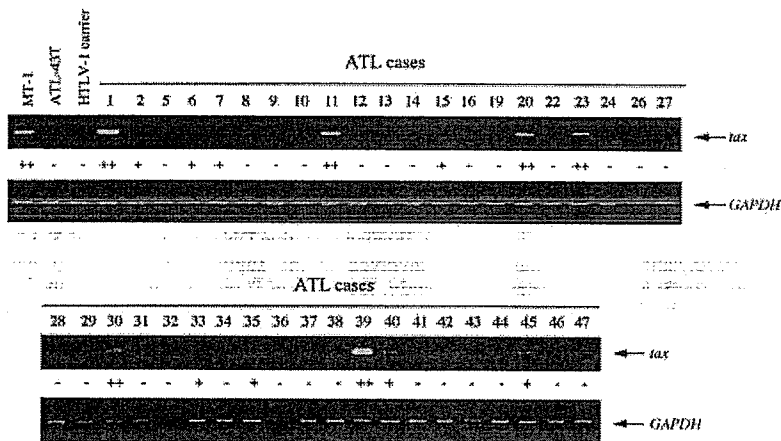 MT-1
ATL-43T
HTLV-1 carrier
ATL cases
1 2 5 6 7 8 9 10 11 12 13 14 15 16 19 20 22 23 24 26 27
tax
++ - - ++ + - + + - - - ++ - - - + - - ++ - ++ - - -
GAPDH
ATL cases
28 29 30 31 32 33 34 35 36 37 38 39 40 41 42 43 44 45 46 47
tax
- - ++ - - + - + - - - ++ + - - - - + - -
GAPDH